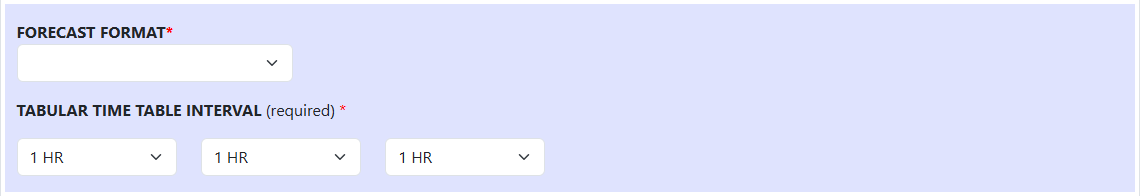 FORECAST FORMAT*
TABULAR TIME TABLE INTERVAL (required) *
1 HR 1 HR 1 HR